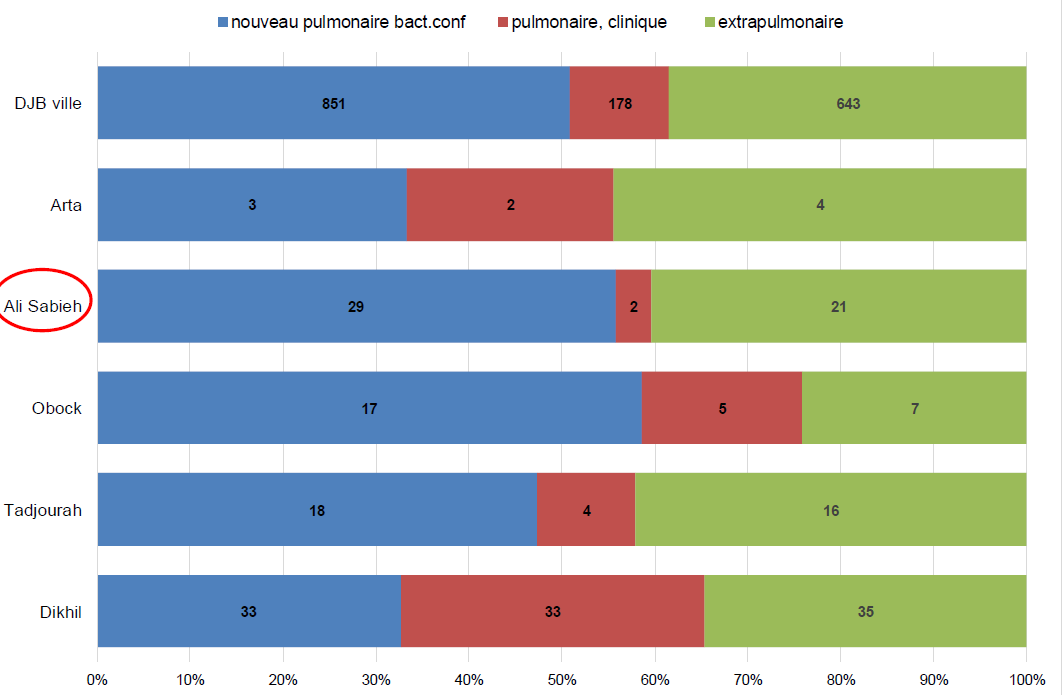 nouveau pulmonaire bact.conf pulmonaire, clinique extrapulmonaire
DJB ville 851 178 643
Arta 3 2 4
Ali Sabieh 29 2 21
Obock 17 5 7
Tadjourah 18 4 16
Dikhil 33 33 35
0% 10% 20% 30% 40% 50% 60% 70% 80% 90% 100%